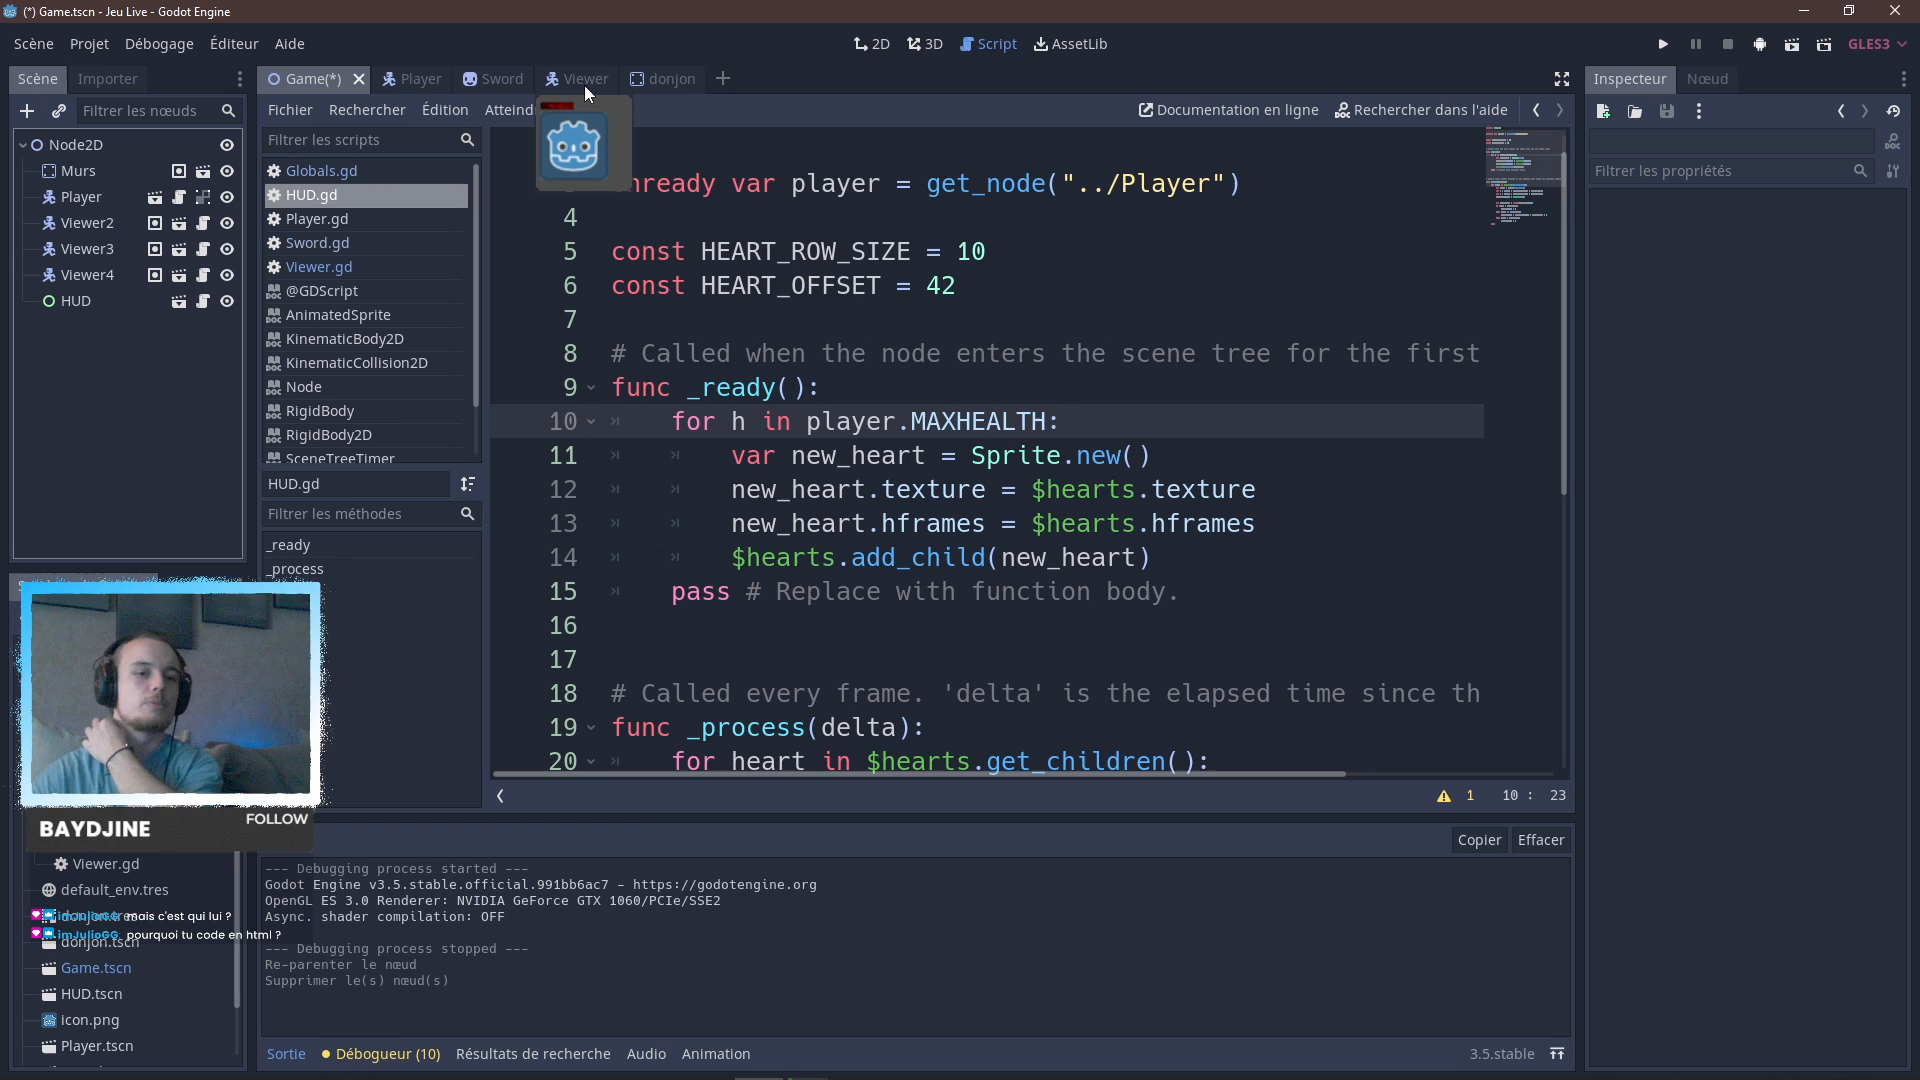 (*) Game.tscn - Jeu Live - Godot Engine
Scène Projet Débogage Éditeur Aide
2D 3D Script AssetLib
GLES3
Scène Importer
Game(*) Player Sword Viewer donjon
Inspecteur Nœud
Filtrer les nœuds
Fichier Rechercher Édition Atteind
Documentation en ligne Rechercher dans l'aide
Filtrer les propriétés
Node2D
Murs
Player
Viewer2
Viewer3
Viewer4
HUD
Filtrer les scripts
Globals.gd
HUD.gd
Player.gd
Sword.gd
Viewer.gd
@GDScript
AnimatedSprite
KinematicBody2D
KinematicCollision2D
Node
RigidBody
RigidBody2D
SceneTreeTimer
HUD.gd
Filtrer les méthodes
_ready
_process
nready var player = get_node("../Player")
4
5 const HEART_ROW_SIZE = 10
6 const HEART_OFFSET = 42
7
8 # Called when the node enters the scene tree for the first
9 func _ready():
10 for h in player.MAXHEALTH:
11 var new_heart = Sprite.new()
12 new_heart.texture = $hearts.texture
13 new_heart.hframes = $hearts.hframes
14 $hearts.add_child(new_heart)
15 pass # Replace with function body.
16
17
18 # Called every frame. 'delta' is the elapsed time since th
19 func _process(delta):
20 for heart in $hearts.get_children():
1 10 : 23
BAYDJINE FOLLOW
Viewer.gd
default_env.tres
imJulioGG: mais c'est qui lui ?
imJulioGG: pourquoi tu code en html ?
donjon.tscn
Game.tscn
HUD.tscn
icon.png
Player.tscn
Copier Effacer
--- Debugging process started ---
Godot Engine v3.5.stable.official.991bb6ac7 - https://godotengine.org
OpenGL ES 3.0 Renderer: NVIDIA GeForce GTX 1060/PCIe/SSE2
Async. shader compilation: OFF
--- Debugging process stopped ---
Re-parenter le nœud
Supprimer le(s) nœud(s)
Sortie Débogueur (10) Résultats de recherche Audio Animation
3.5.stable